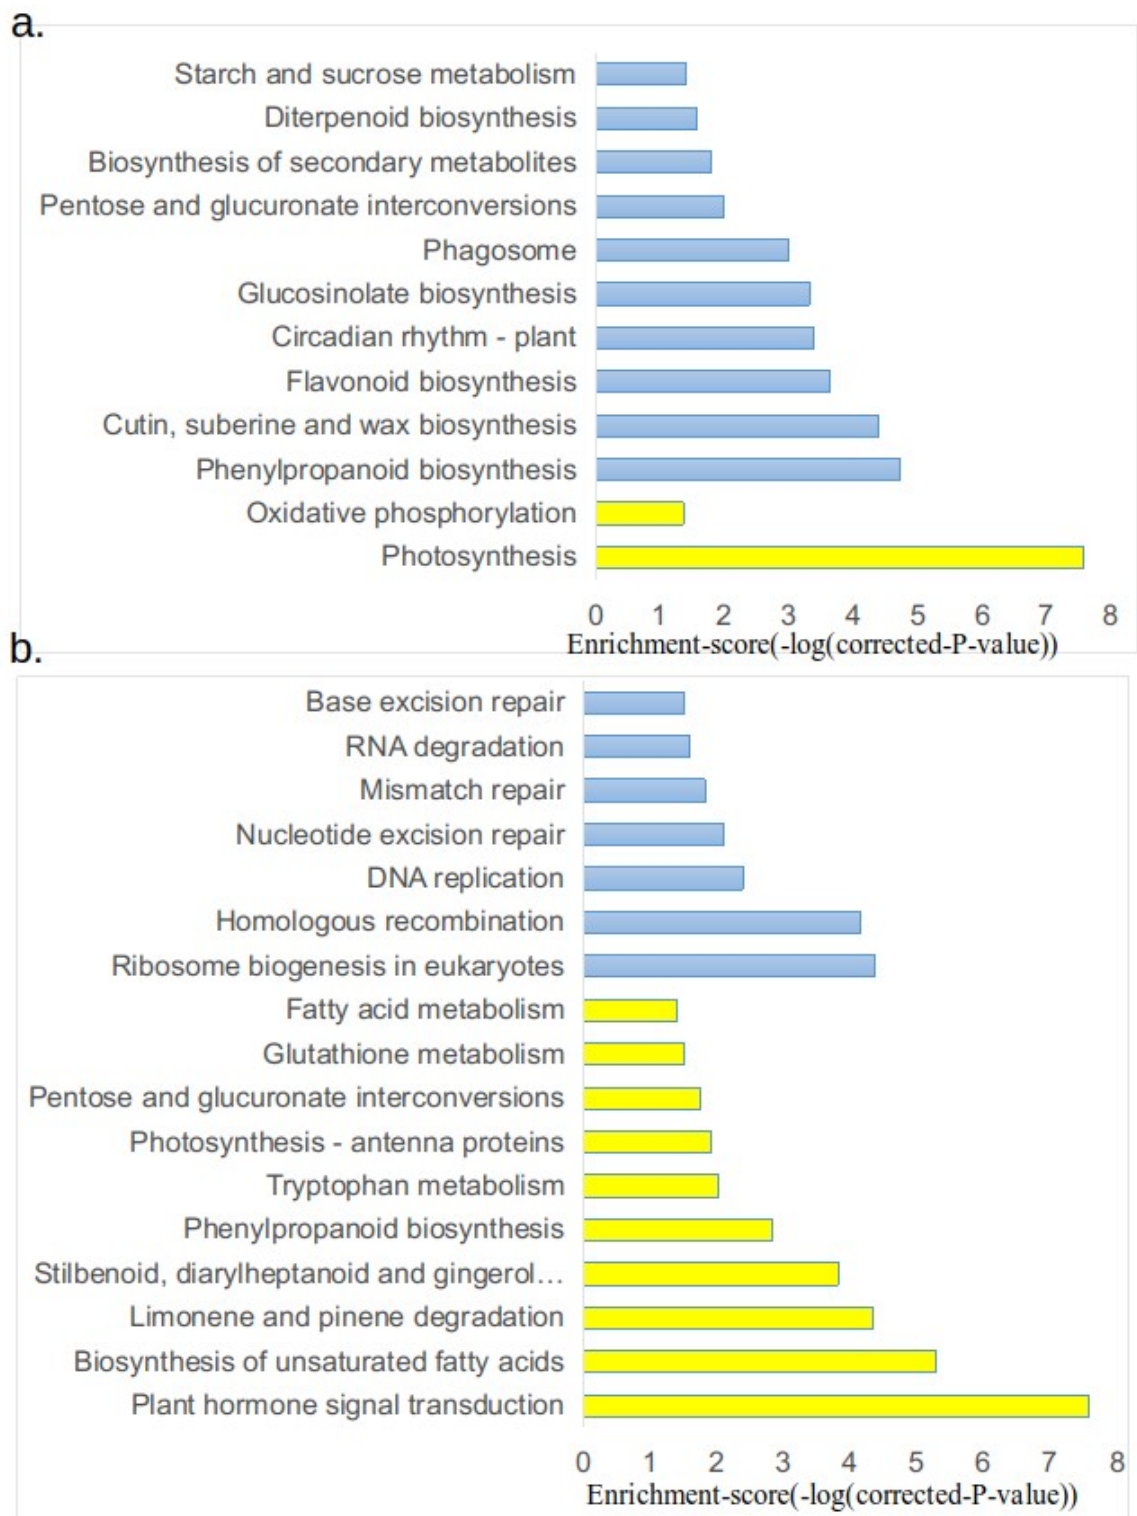 a.
Starch and sucrose metabolism
Diterpenoid biosynthesis
Biosynthesis of secondary metabolites
Pentose and glucuronate interconversions
Phagosome
Glucosinolate biosynthesis
Circadian rhythm - plant
Flavonoid biosynthesis
Cutin, suberine and wax biosynthesis
Phenylpropanoid biosynthesis
Oxidative phosphorylation
Photosynthesis
0 1 2 3 4 5 6 7 8
Enrichment-score(-log(corrected-P-value))
b.
Base excision repair
RNA degradation
Mismatch repair
Nucleotide excision repair
DNA replication
Homologous recombination
Ribosome biogenesis in eukaryotes
Fatty acid metabolism
Glutathione metabolism
Pentose and glucuronate interconversions
Photosynthesis - antenna proteins
Tryptophan metabolism
Phenylpropanoid biosynthesis
Stilbenoid, diarylheptanoid and gingerol…
Limonene and pinene degradation
Biosynthesis of unsaturated fatty acids
Plant hormone signal transduction
0 1 2 3 4 5 6 7 8
Enrichment-score(-log(corrected-P-value))